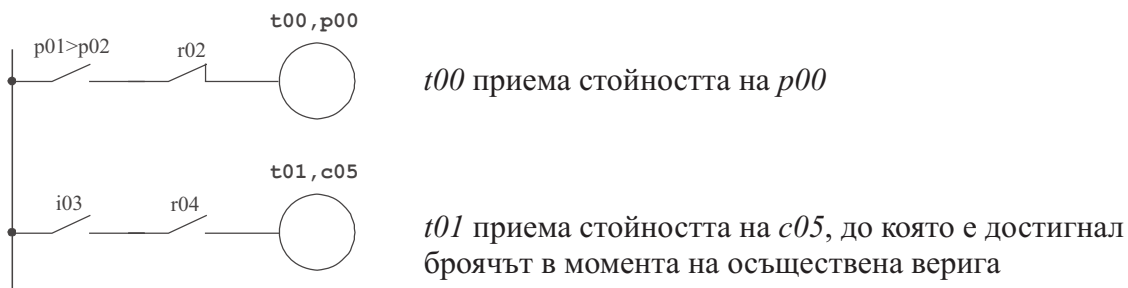 t00,p00
p01>p02
r02
t00 приема стойността на p00
t01,c05
i03
r04
t01 приема стойността на c05, до която е достигнал
броячът в момента на осъществена верига